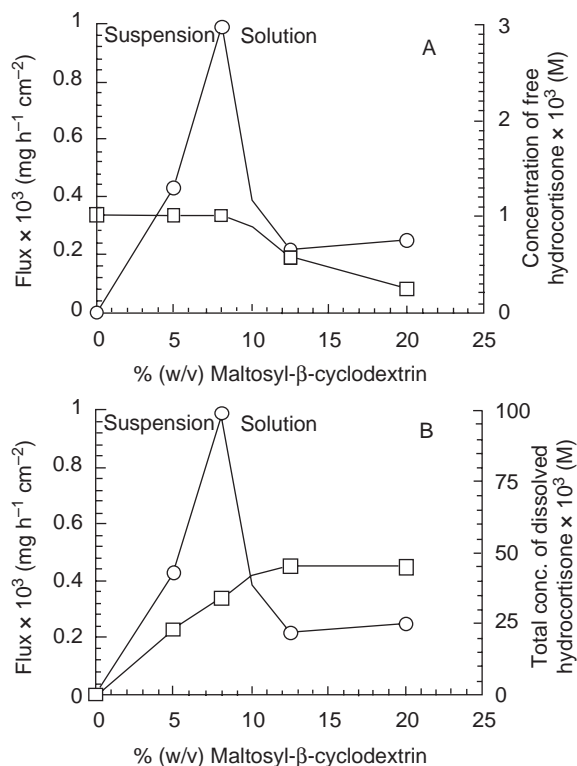 1
0.8
0.6
0.4
0.2
0
Flux × 10³ (mg h⁻¹ cm⁻²)
Suspension
Solution
A
3
2
1
0
Concentration of free
hydrocortisone × 10³ (M)
0
5
10
15
20
25
% (w/v) Maltosyl-β-cyclodextrin
1
0.8
0.6
0.4
0.2
0
Flux × 10³ (mg h⁻¹ cm⁻²)
Suspension
Solution
B
100
75
50
25
0
Total conc. of dissolved
hydrocortisone × 10³ (M)
0
5
10
15
20
25
% (w/v) Maltosyl-β-cyclodextrin